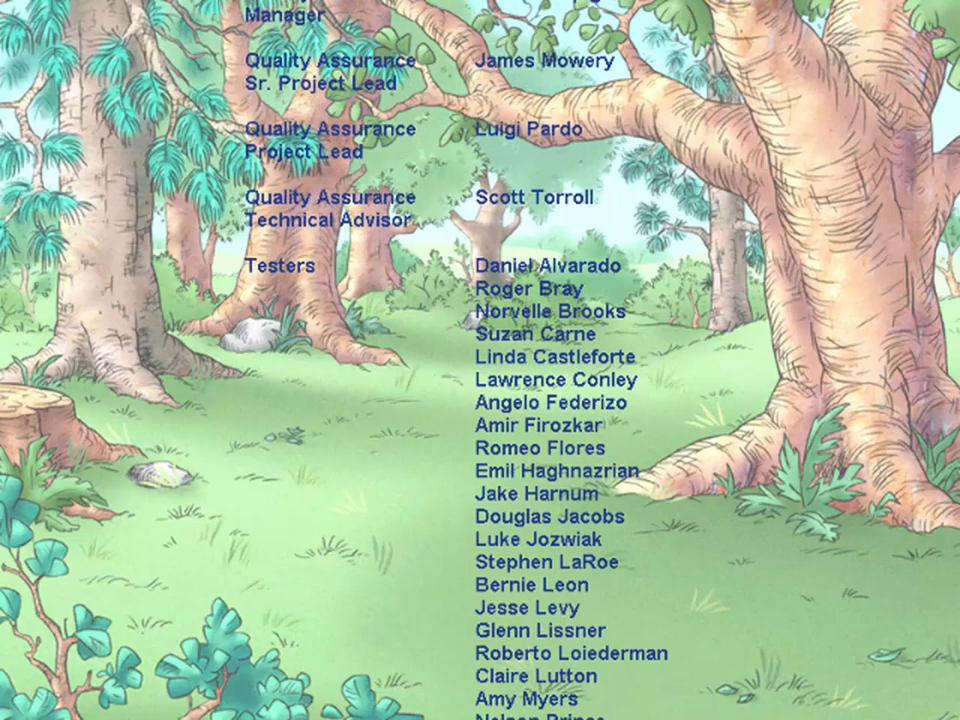 Manager
Quality Assurance James Mowery
Sr. Project Lead
Quality Assurance Luigi Pardo
Project Lead
Quality Assurance Scott Torroll
Technical Advisor
Testers Daniel Alvarado
Roger Bray
Norvelle Brooks
Suzan Carne
Linda Castleforte
Lawrence Conley
Angelo Federizo
Amir Firozkar
Romeo Flores
Emil Haghnazrian
Jake Harnum
Douglas Jacobs
Luke Jozwiak
Stephen LaRoe
Bernie Leon
Jesse Levy
Glenn Lissner
Roberto Loiederman
Claire Lutton
Amy Myers
Nelson Prince